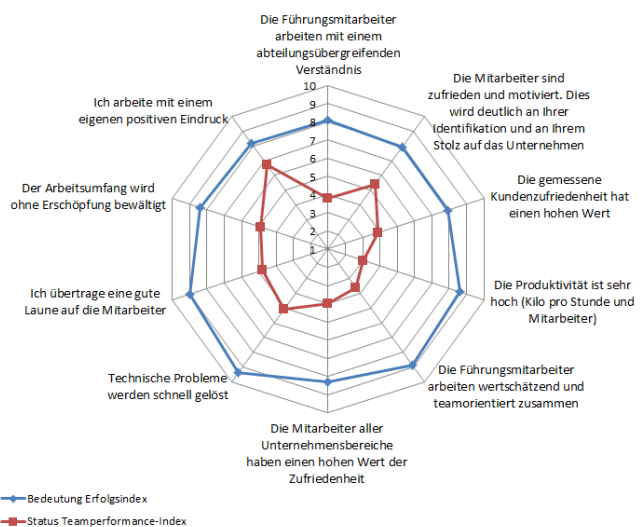 Die Führungsmitarbeiter
arbeiten mit einem
abteilungsübergreifenden
Verständnis
Die Mitarbeiter sind
zufrieden und motiviert. Dies
wird deutlich an Ihrer
Identifikation und an Ihrem
Stolz auf das Unternehmen
Die gemessene
Kundenzufriedenheit hat
einen hohen Wert
Die Produktivität ist sehr
hoch (Kilo pro Stunde und
Mitarbeiter)
Die Führungsmitarbeiter
arbeiten wertschätzend und
teamorientiert zusammen
Die Mitarbeiter aller
Unternehmensbereiche
haben einen hohen Wert der
Zufriedenheit
Technische Probleme
werden schnell gelöst
Ich übertrage eine gute
Laune auf die Mitarbeiter
Der Arbeitsumfang wird
ohne Erschöpfung bewältigt
Ich arbeite mit einem
eigenen positiven Eindruck
10
9
8
7
6
5
4
3
2
1
Bedeutung Erfolgsindex
Status Teamperformance-Index